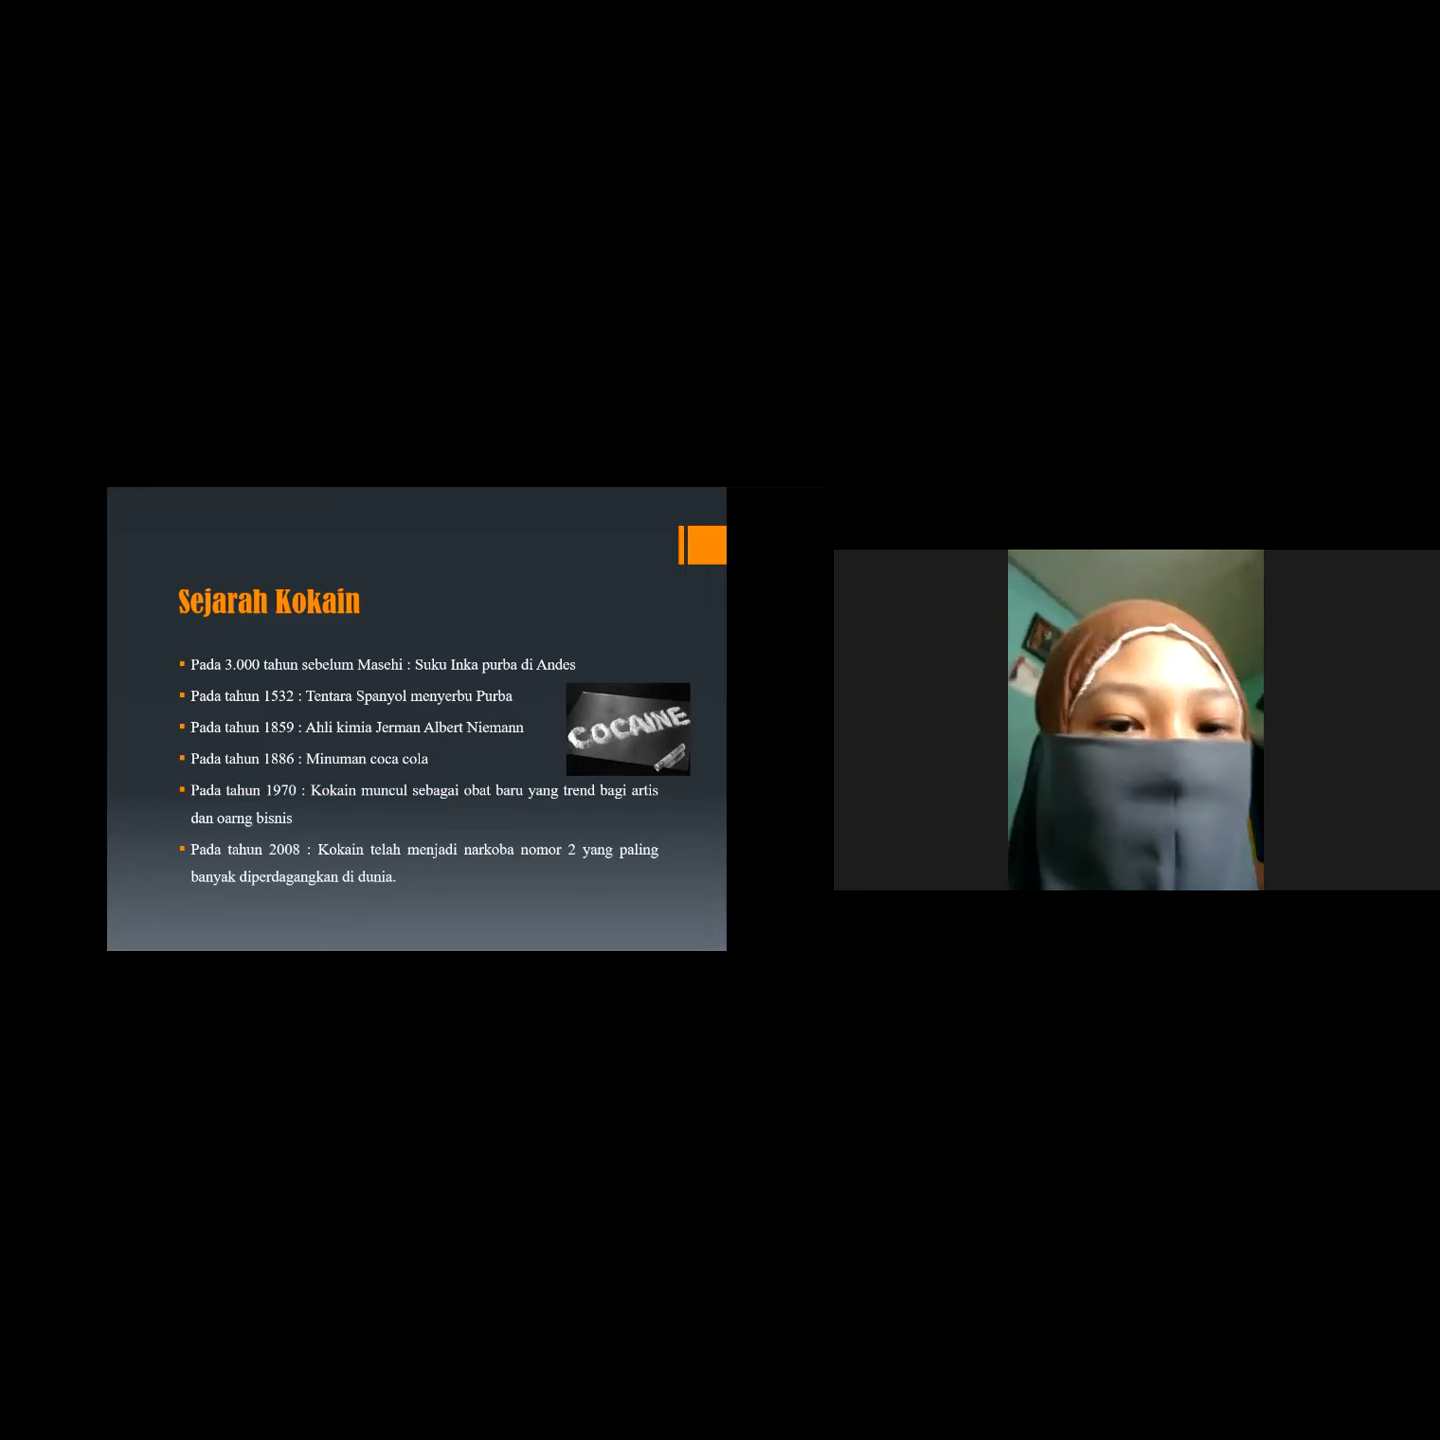 Sejarah Kokain
Pada 3.000 tahun sebelum Masehi : Suku Inka purba di Andes
Pada tahun 1532 : Tentara Spanyol menyerbu Purba
Pada tahun 1859 : Ahli kimia Jerman Albert Niemann
Pada tahun 1886 : Minuman coca cola
COCAINE
Pada tahun 1970 : Kokain muncul sebagai obat baru yang trend bagi artis
dan oarng bisnis
Pada tahun 2008 : Kokain telah menjadi narkoba nomor 2 yang paling
banyak diperdagangkan di dunia.